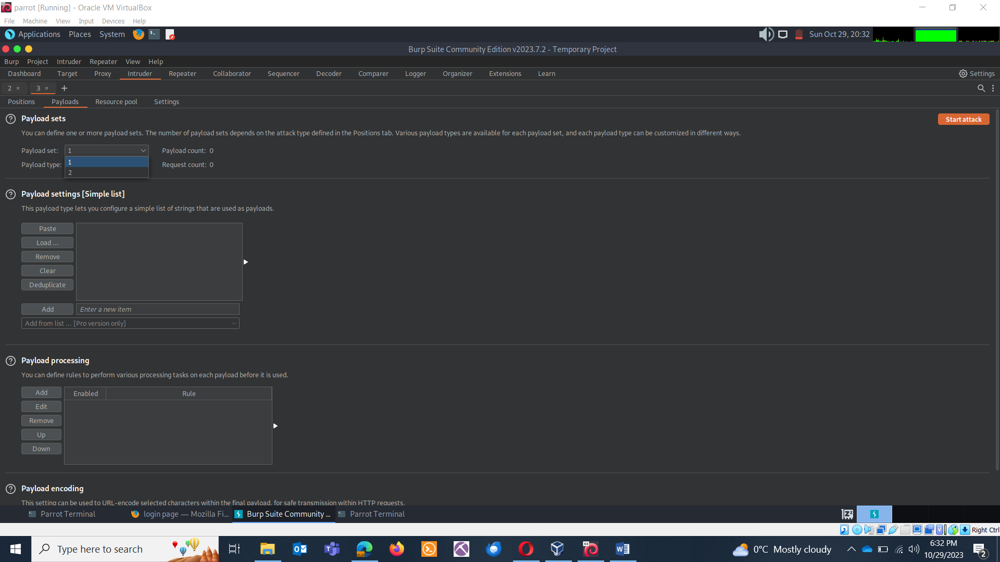 parrot [Running] - Oracle VM VirtualBox
File Machine View Input Devices Help
Applications Places System
Sun Oct 29, 20:32
Burp Suite Community Edition v2023.7.2 - Temporary Project
Burp Project Intruder Repeater View Help
Dashboard Target Proxy Intruder Repeater Collaborator Sequencer Decoder Comparer Logger Organizer Extensions Learn Settings
2 × 3 × +
Positions Payloads Resource pool Settings
Payload sets
Start attack
You can define one or more payload sets. The number of payload sets depends on the attack type defined in the Positions tab. Various payload types are available for each payload set, and each payload type can be customized in different ways.
Payload set: 1 Payload count: 0
1
Payload type: Request count: 0
2
Payload settings [Simple list]
This payload type lets you configure a simple list of strings that are used as payloads.
Paste
Load ...
Remove
Clear
Deduplicate
Add Enter a new item
Add from list ... [Pro version only]
Payload processing
You can define rules to perform various processing tasks on each payload before it is used.
Add Enabled Rule
Edit
Remove
Up
Down
Payload encoding
This setting can be used to URL-encode selected characters within the final payload, for safe transmission within HTTP requests.
Parrot Terminal login page — Mozilla Fi... Burp Suite Community ... Parrot Terminal
Right Ctrl
Type here to search
0°C Mostly cloudy
6:32 PM
10/29/2023
2